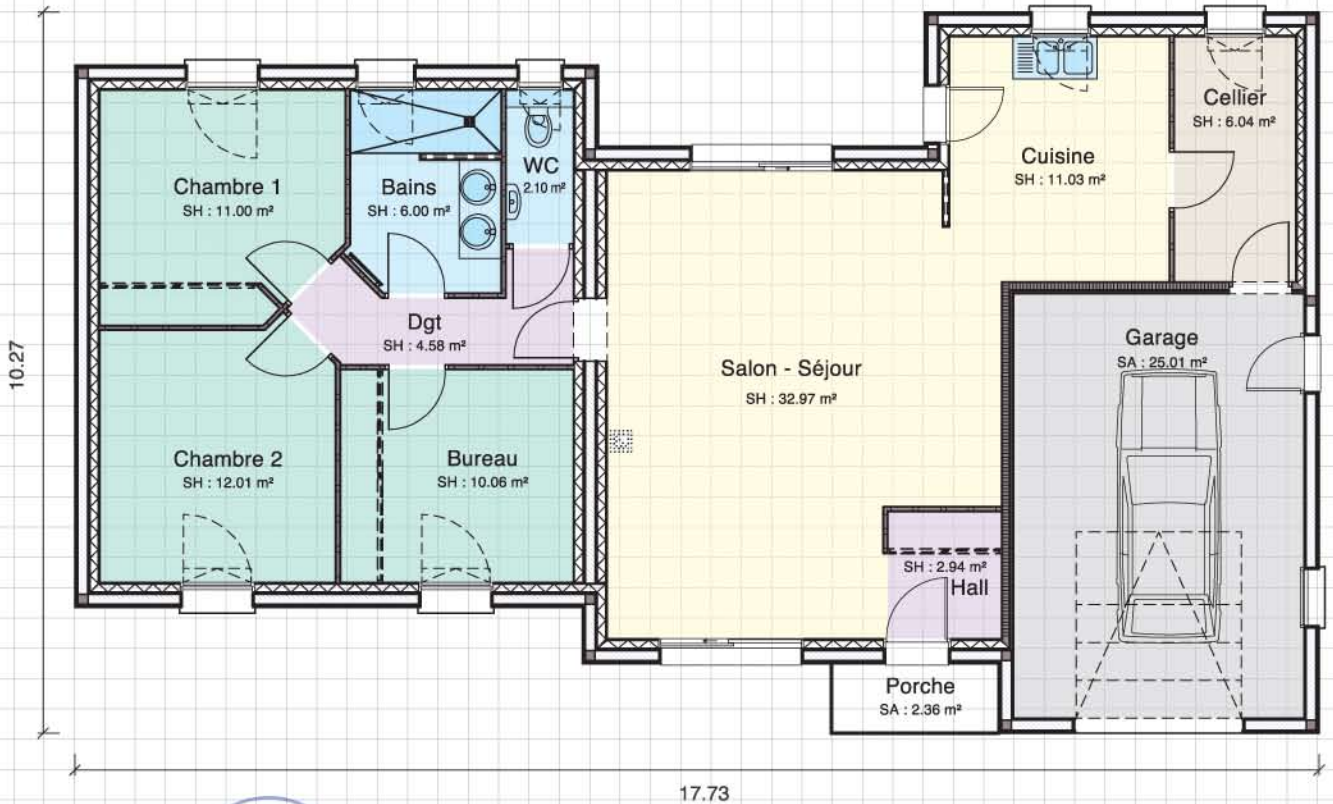 Cellier
SH : 6.04 m²
Cuisine
SH : 11.03 m²
WC
2.10 m²
Chambre 1
SH : 11.00 m²
Bains
SH : 6.00 m²
Dgt
SH : 4.58 m²
Garage
SA : 25.01 m²
10.27
Salon - Séjour
SH : 32.97 m²
Chambre 2
SH : 12.01 m²
Bureau
SH : 10.06 m²
SH : 2.94 m²
Hall
Porche
SA : 2.36 m²
17.73